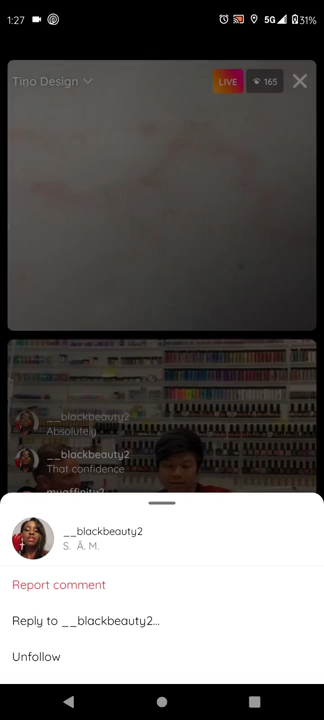 1:27
5G
31%
Tino Design
LIVE
165
__blackbeauty2
Absolutely
__blackbeauty2
That confidence
myaffinity2
__blackbeauty2
S. Ā. M.
Report comment
Reply to __blackbeauty2...
Unfollow